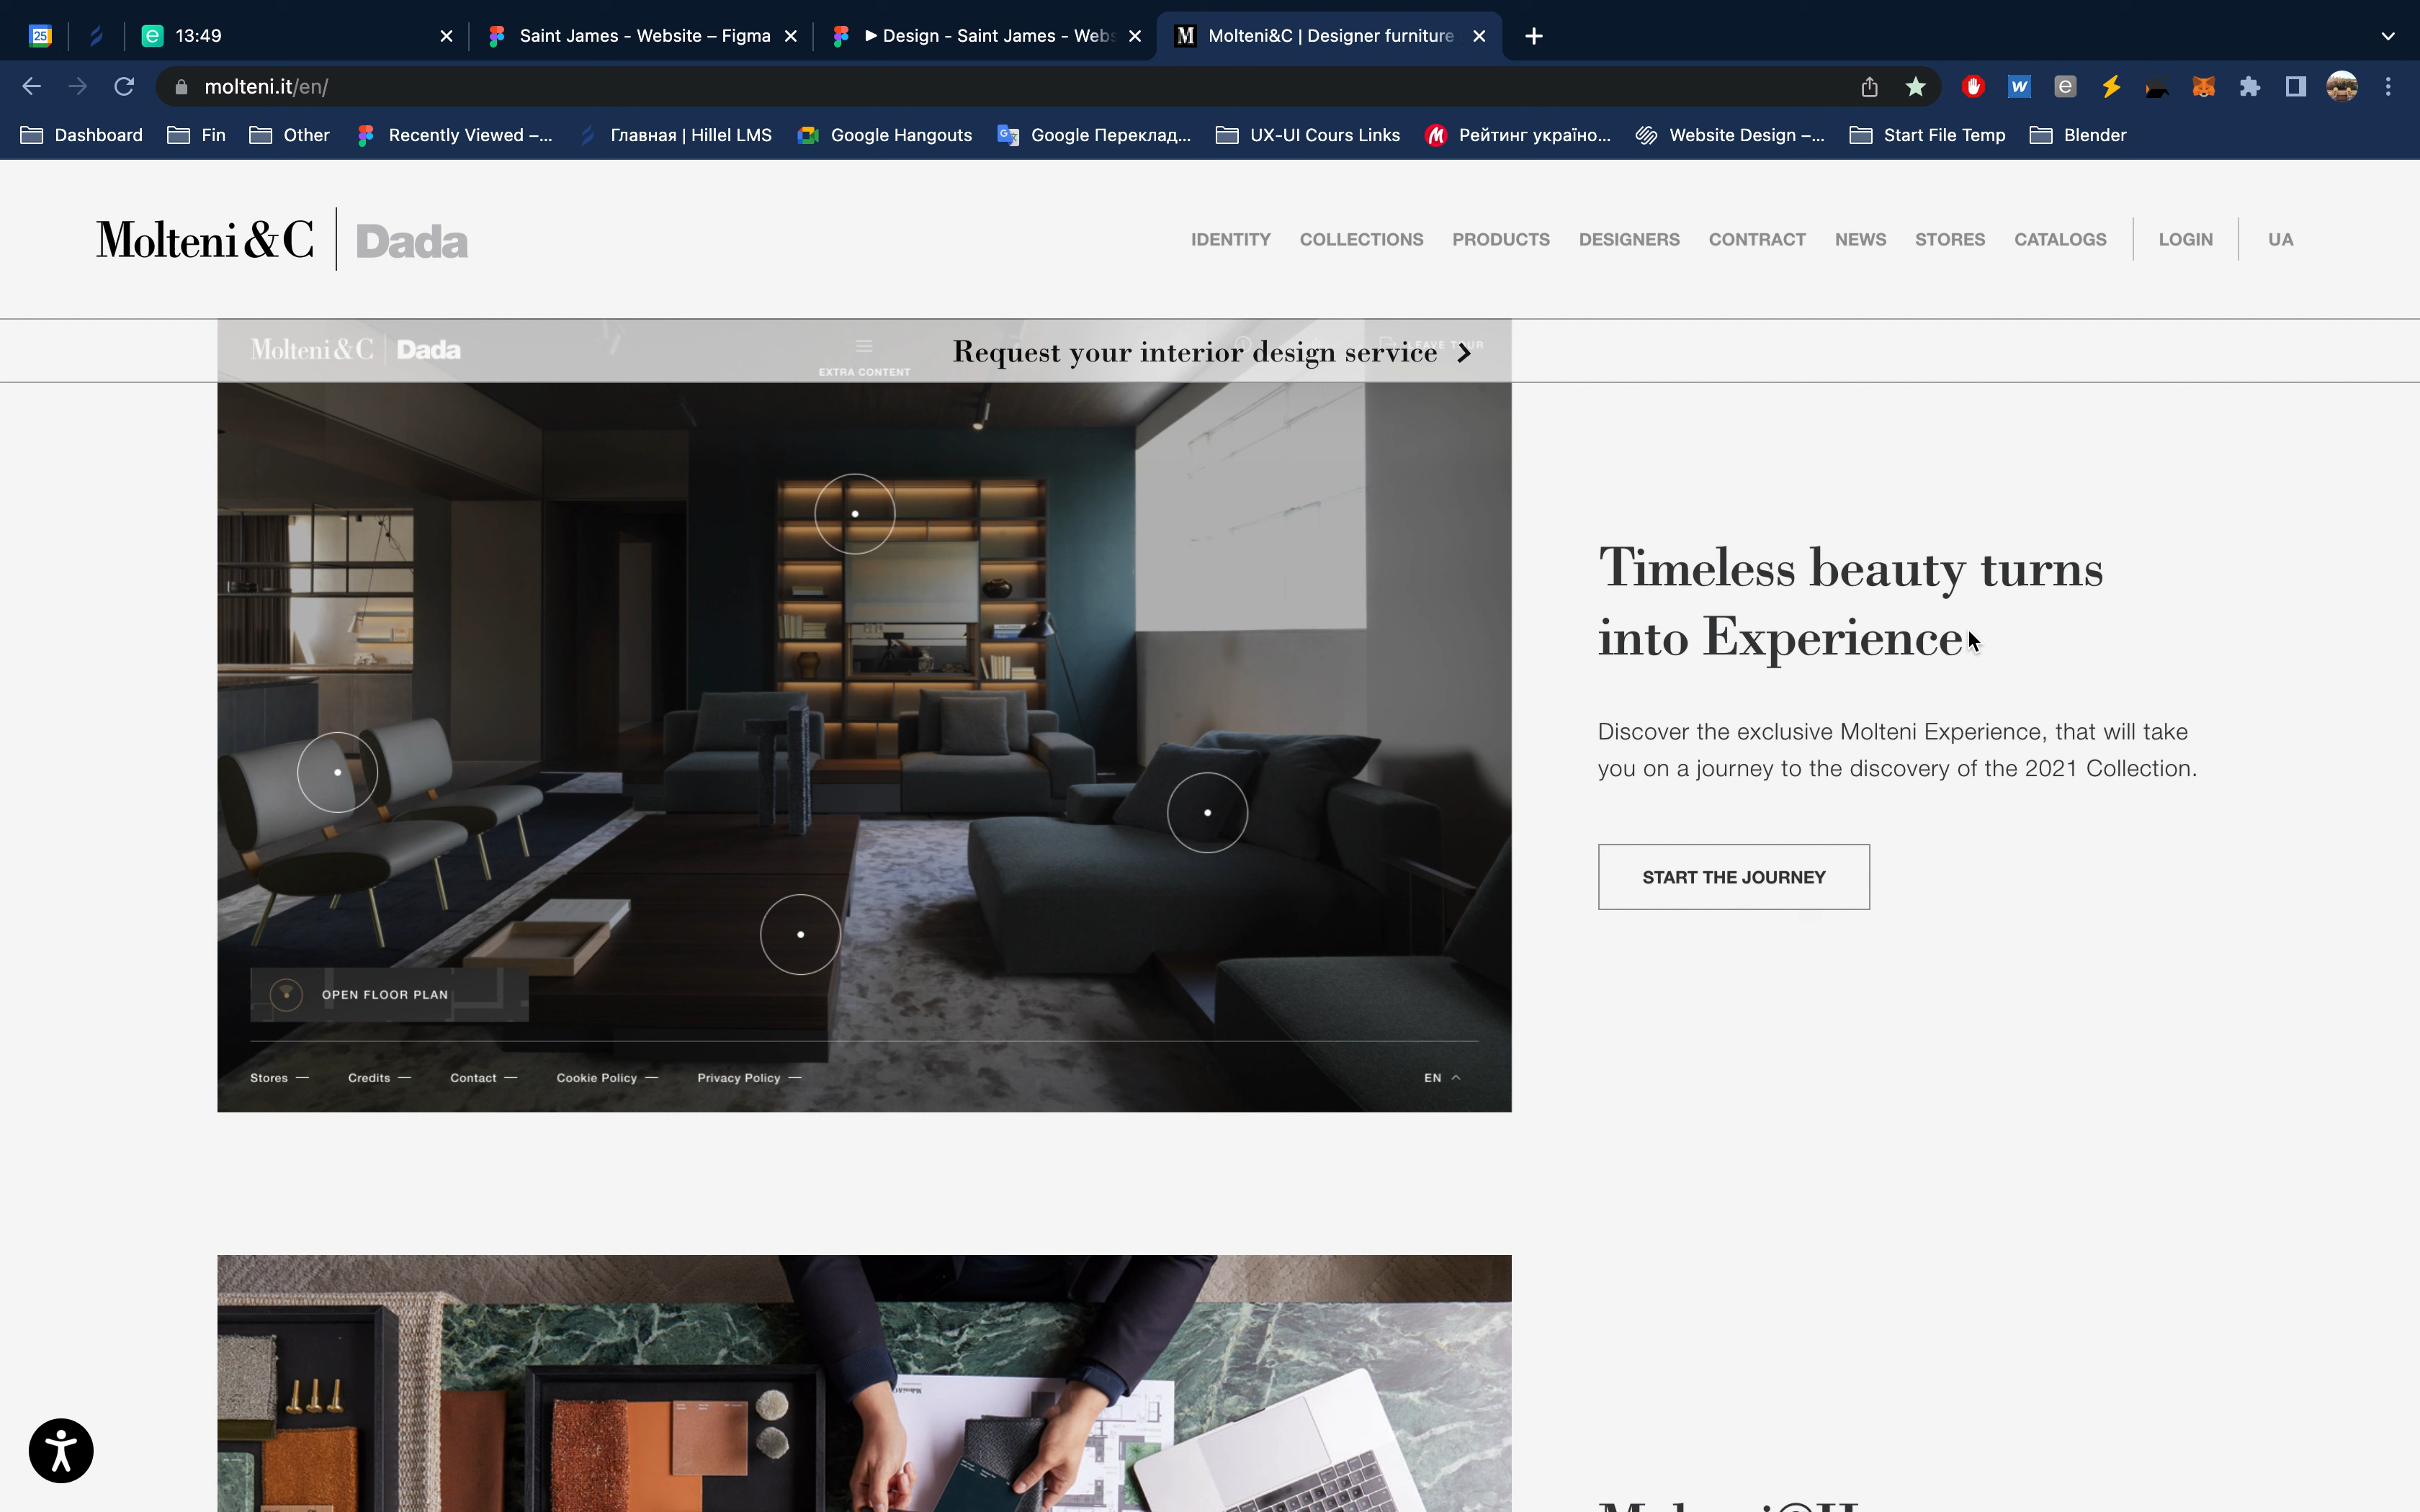 25
13:49
Saint James - Website – Figma
Design - Saint James - Webs
Molteni&C | Designer furniture
molteni.it/en/
Dashboard
Fin
Other
Recently Viewed –...
Главная | Hillel LMS
Google Hangouts
Google Переклад...
UX-UI Cours Links
Рейтинг україно...
Website Design –...
Start File Temp
Blender
Molteni&C | Dada
IDENTITY
COLLECTIONS
PRODUCTS
DESIGNERS
CONTRACT
NEWS
STORES
CATALOGS
LOGIN
UA
Molteni&C | Dada
EXTRA CONTENT
Request your interior design service
LEAVE TOUR
Timeless beauty turns
into Experience
Discover the exclusive Molteni Experience, that will take
you on a journey to the discovery of the 2021 Collection.
START THE JOURNEY
OPEN FLOOR PLAN
Stores
Credits
Contact
Cookie Policy
Privacy Policy
EN